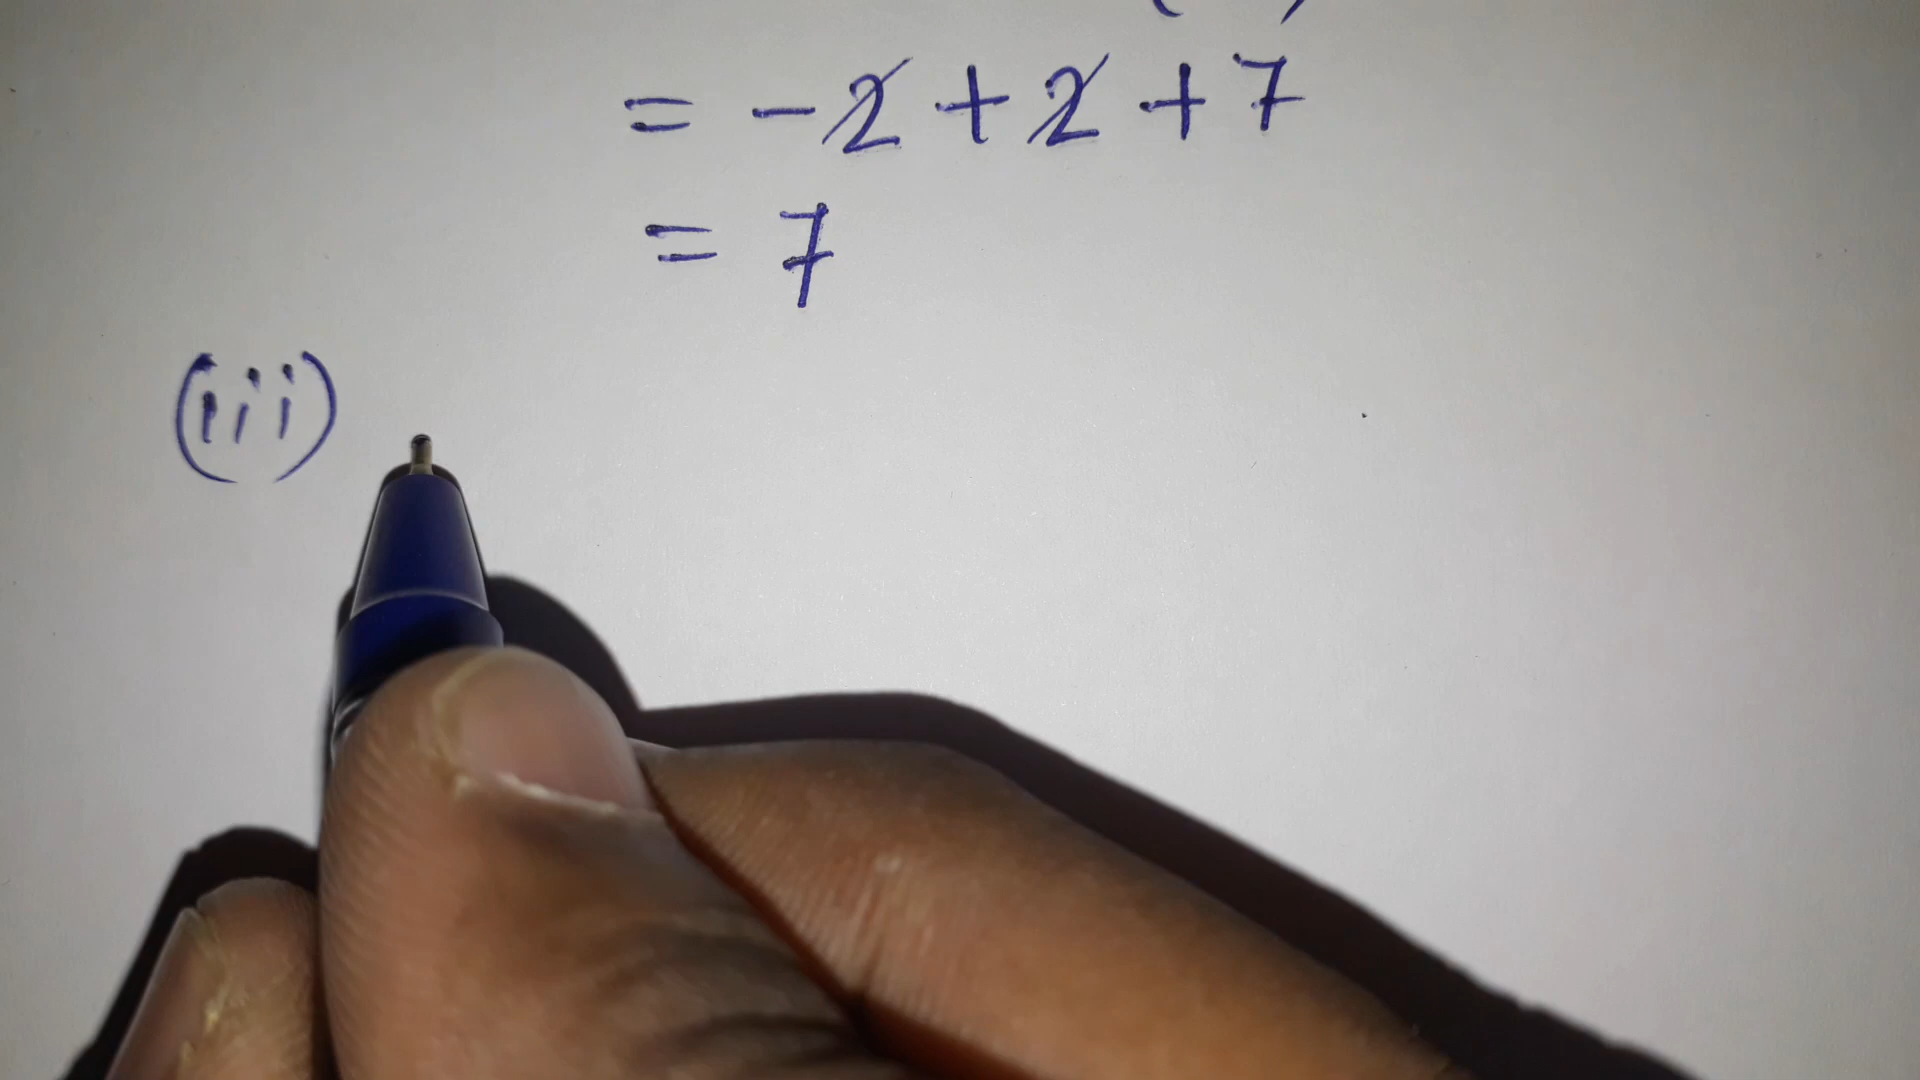 = -2 + 2 + 7
= 7
(iii)